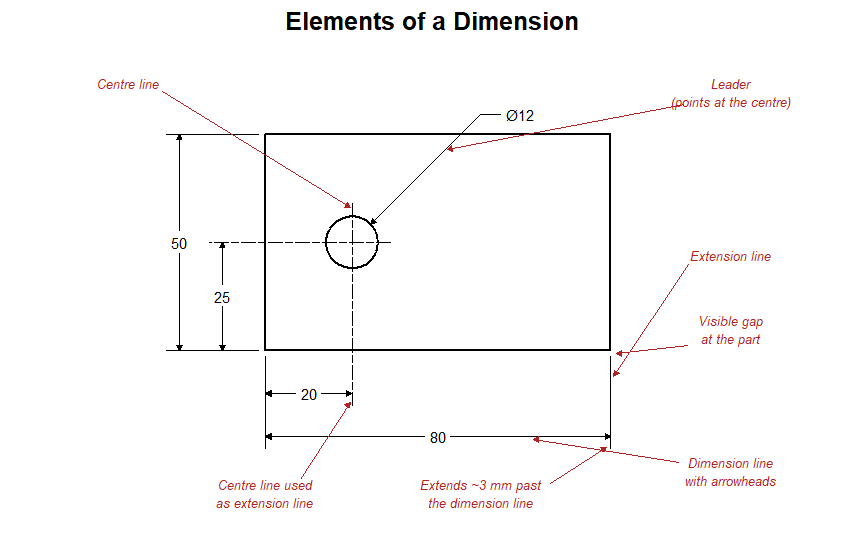 Elements of a Dimension
Centre line
Leader
(points at the centre)
Ø12
50
25
Extension line
Visible gap
at the part
20
80
Dimension line
with arrowheads
Centre line used
as extension line
Extends ~3 mm past
the dimension line